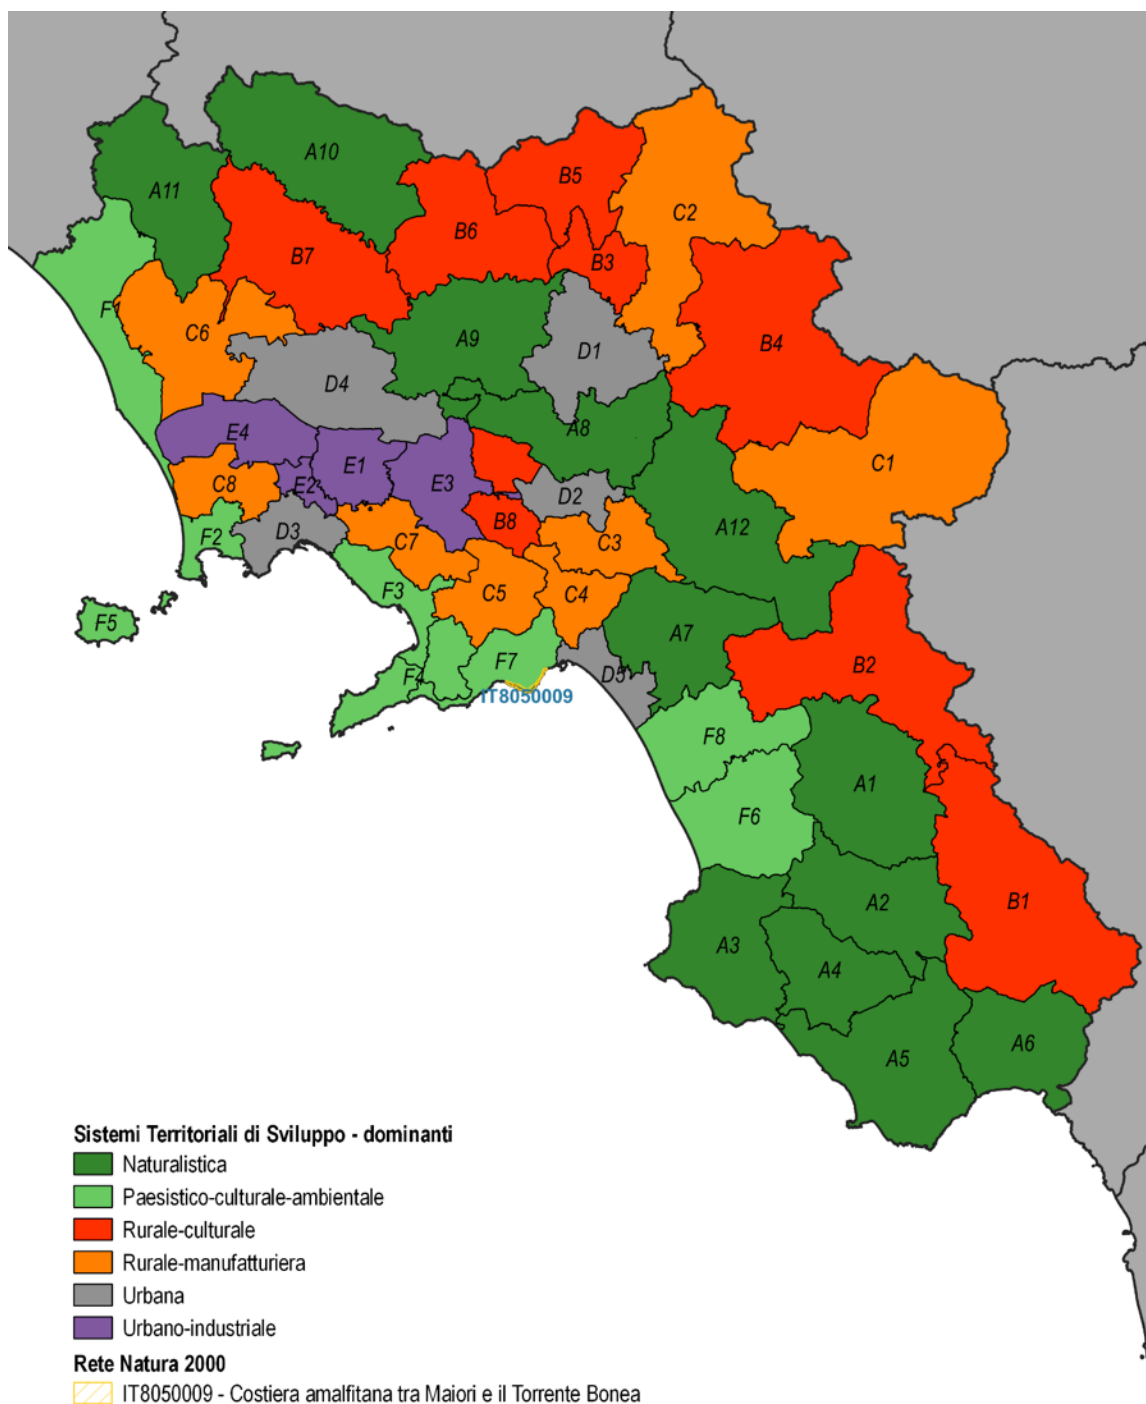 A10
A11
B5
C2
B6
B7
B3
F1
C6
A9
D1
B4
D4
A8
E4
C1
E1
E2
E3
C8
D2
B8
A12
F2
D3
C7
C3
F3
C5
C4
F5
A7
F7
B2
F4
D5
IT8050009
F8
A1
F6
A2
B1
A3
A4
A5
A6
Sistemi Territoriali di Sviluppo - dominanti
Naturalistica
Paesistico-culturale-ambientale
Rurale-culturale
Rurale-manufatturiera
Urbana
Urbano-industriale
Rete Natura 2000
IT8050009 - Costiera amalfitana tra Maiori e il Torrente Bonea